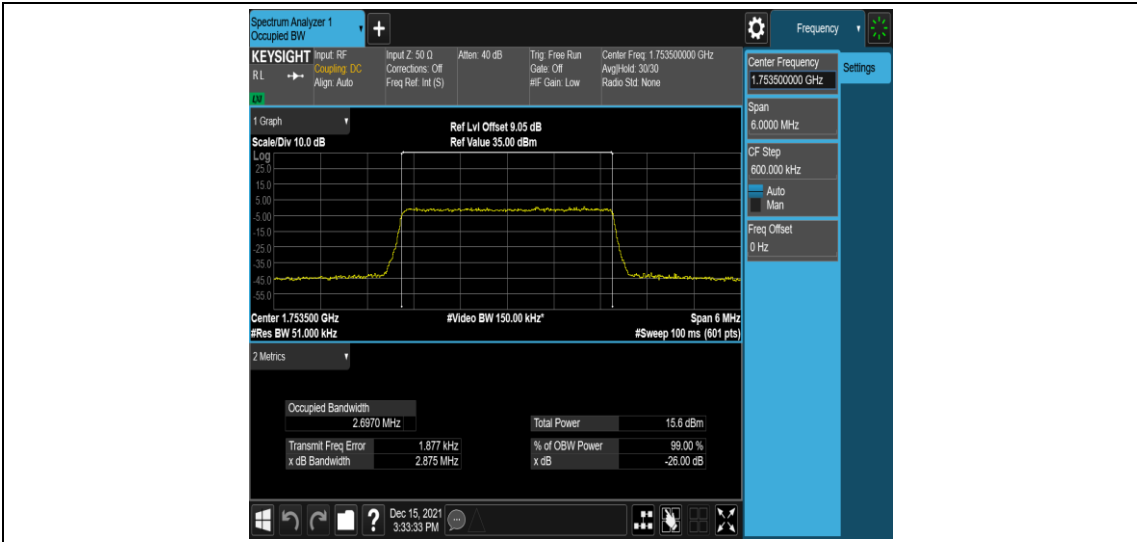 Spectrum Analyzer 1
Occupied BW
+
Frequency
KEYSIGHT
RL
LXI
Input: RF
Coupling: DC
Align: Auto
Input Z: 50 Ω
Corrections: Off
Freq Ref: Int (S)
Atten: 40 dB
Trig: Free Run
Gate: Off
#IF Gain: Low
Center Freq: 1.753500000 GHz
Avg|Hold: 30/30
Radio Std: None
Center Frequency
1.753500000 GHz
Settings
Span
6.0000 MHz
CF Step
600.000 kHz
Auto
Man
Freq Offset
0 Hz
1 Graph
Scale/Div 10.0 dB
Ref Lvl Offset 9.05 dB
Ref Value 35.00 dBm
Log
25.0
15.0
5.00
-5.00
-15.0
-25.0
-35.0
-45.0
-55.0
Center 1.753500 GHz
#Video BW 150.00 kHz*
Span 6 MHz
#Res BW 51.000 kHz
#Sweep 100 ms (601 pts)
2 Metrics
Occupied Bandwidth
2.6970 MHz
Total Power 15.6 dBm
Transmit Freq Error 1.877 kHz
% of OBW Power 99.00 %
x dB Bandwidth 2.875 MHz
x dB -26.00 dB
?
Dec 15, 2021
3:33:33 PM